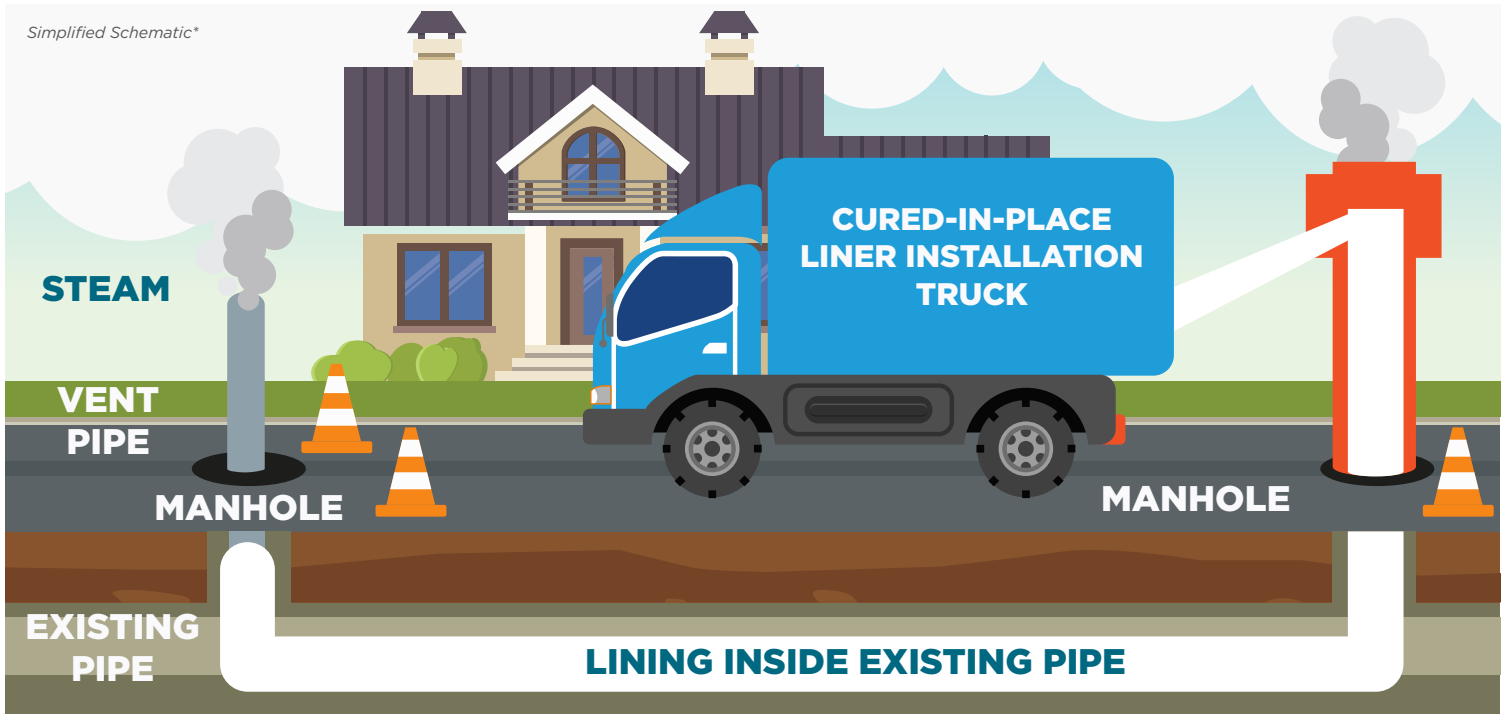 Simplified Schematic*
CURED-IN-PLACE
LINER INSTALLATION
TRUCK
STEAM
VENT
PIPE
MANHOLE
MANHOLE
EXISTING
PIPE
LINING INSIDE EXISTING PIPE